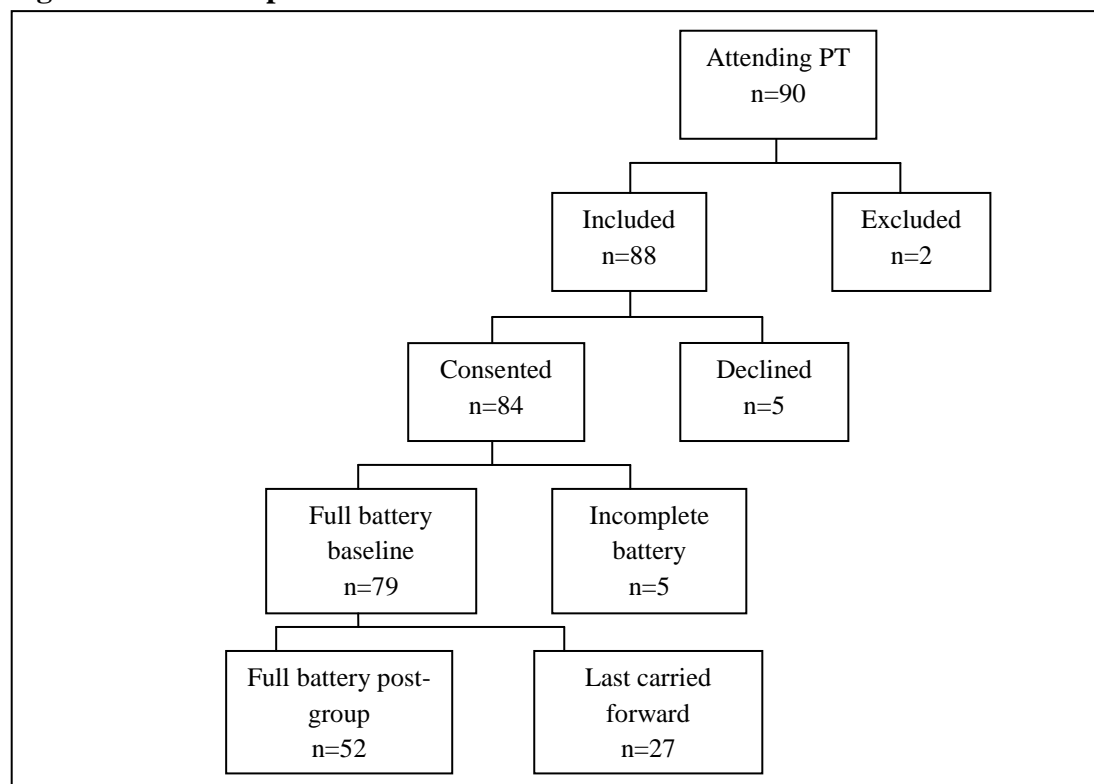 Attending PT
n=90
Included
n=88
Excluded
n=2
Consented
n=84
Declined
n=5
Full battery
baseline
n=79
Incomplete
battery
n=5
Full battery post-
group
n=52
Last carried
forward
n=27